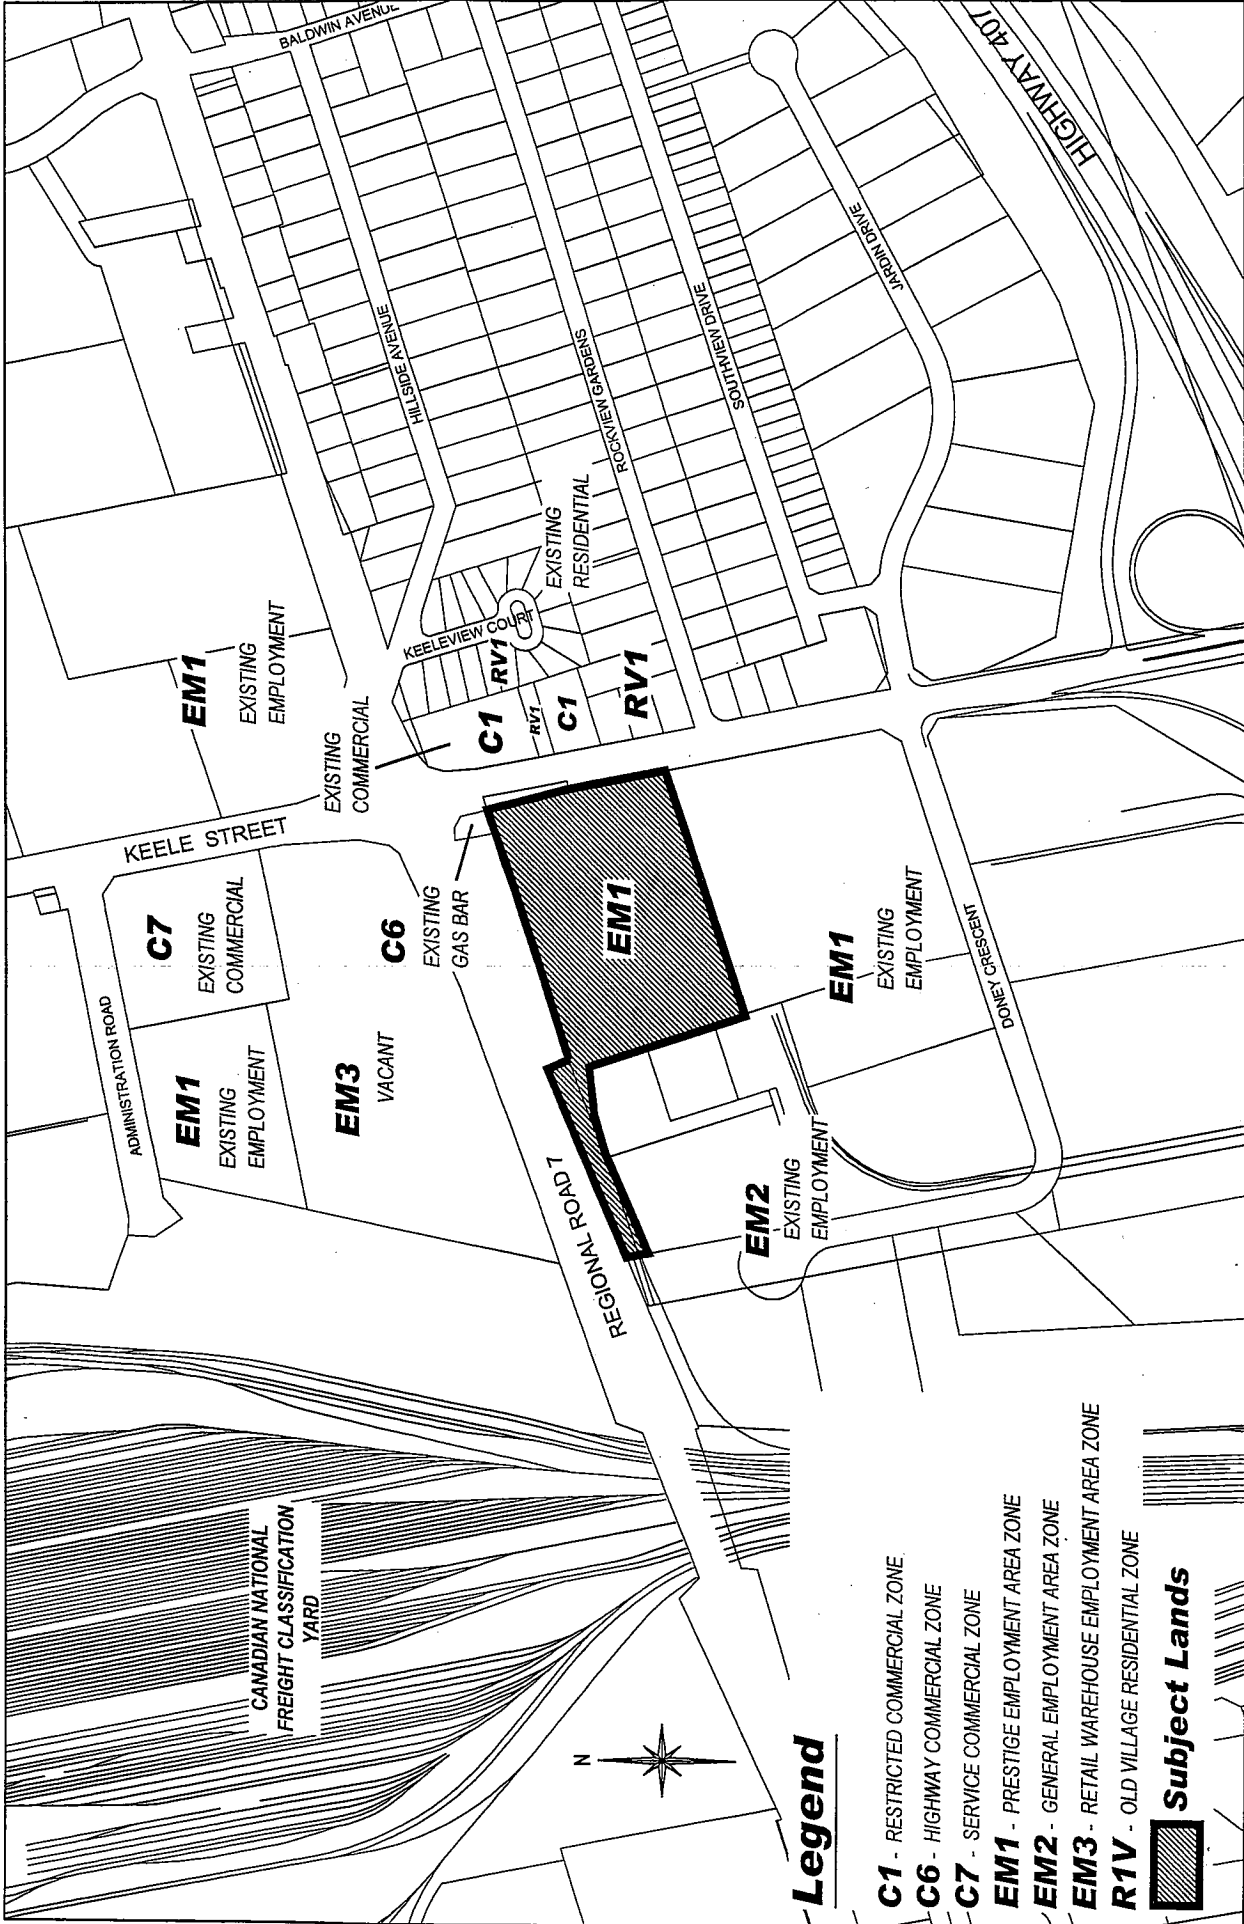 BALDWIN AVENUE
HIGHWAY 407
HILLSIDE AVENUE
ROCKVIEW GARDENS
SOUTHVIEW DRIVE
JARDIN DRIVE
KEELEVIEW COURT
EXISTING
RESIDENTIAL
EM1
EXISTING
EMPLOYMENT
EXISTING
COMMERCIAL
C1
RV1
RV1
C1
RV1
KEELE STREET
C7
EXISTING
COMMERCIAL
C6
EXISTING
GAS BAR
EM1
EM1
EXISTING
EMPLOYMENT
DONEY CRESCENT
ADMINISTRATION ROAD
EM1
EXISTING
EMPLOYMENT
EM3
VACANT
REGIONAL ROAD 7
EM2
EXISTING
EMPLOYMENT
CANADIAN NATIONAL
FREIGHT CLASSIFICATION
YARD
N
Legend
C1 - RESTRICTED COMMERCIAL ZONE
C6 - HIGHWAY COMMERCIAL ZONE
C7 - SERVICE COMMERCIAL ZONE
EM1 - PRESTIGE EMPLOYMENT AREA ZONE
EM2 - GENERAL EMPLOYMENT AREA ZONE
EM3 - RETAIL WAREHOUSE EMPLOYMENT AREA ZONE
R1V - OLD VILLAGE RESIDENTIAL ZONE
Subject Lands